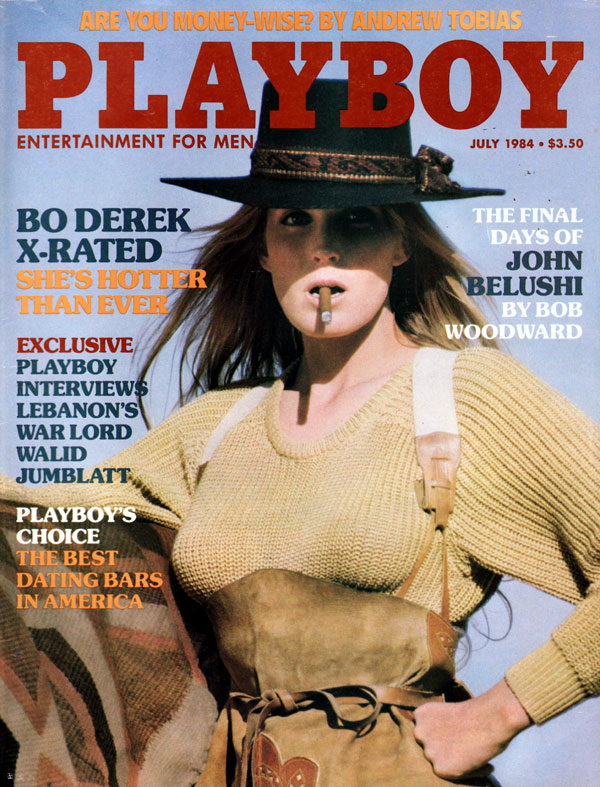 ARE YOU MONEY-WISE? BY ANDREW TOBIAS
PLAYBOY
ENTERTAINMENT FOR MEN
JULY 1984 • $3.50
BO DEREK
X-RATED
SHE'S HOTTER
THAN EVER
EXCLUSIVE
PLAYBOY
INTERVIEWS
LEBANON'S
WAR LORD
WALID
JUMBLATT
PLAYBOY'S
CHOICE
THE BEST
DATING BARS
IN AMERICA
THE FINAL
DAYS OF
JOHN
BELUSHI
BY BOB
WOODWARD